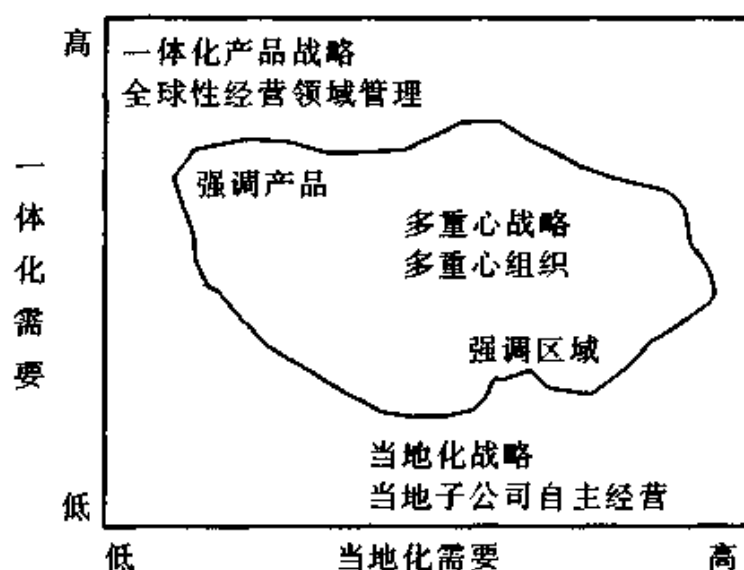 高
一体化产品战略
全球性经营领域管理
一体化需要
强调产品
多重心战略
多重心组织
强调区域
当地化战略
当地子公司自主经营
低
低
当地化需要
高